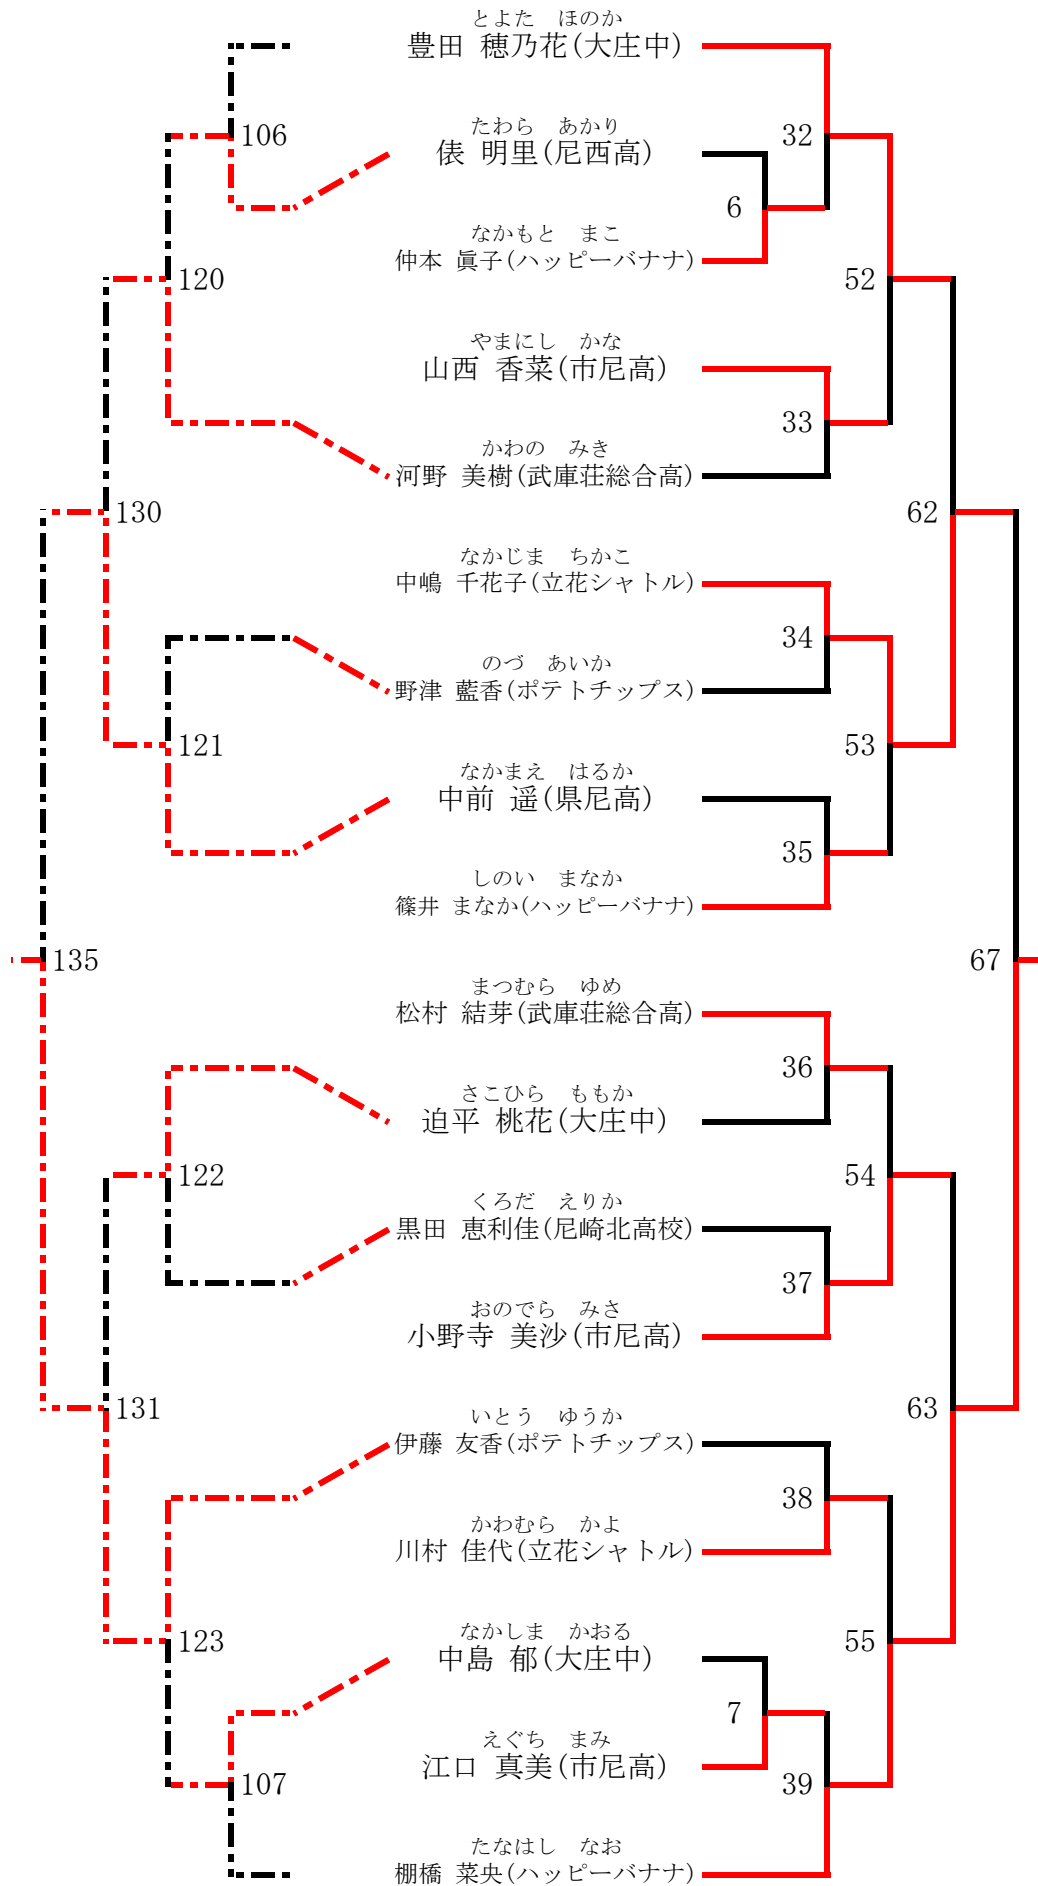 とよた　ほのか
豊田 穂乃花(大庄中)
106
たわら　あかり
32
俵 明里(尼西高)
6
なかもと　まこ
仲本 眞子(ハッピーバナナ)
120
52
やまにし　かな
山西 香菜(市尼高)
33
かわの　みき
河野 美樹(武庫荘総合高)
130
62
なかじま　ちかこ
中嶋 千花子(立花シャトル)
34
のづ　あいか
野津 藍香(ポテトチップス)
121
53
なかまえ　はるか
中前 遥(県尼高)
35
しのい　まなか
篠井 まなか(ハッピーバナナ)
135
67
まつむら　ゆめ
松村 結芽(武庫荘総合高)
36
さこひら　ももか
迫平 桃花(大庄中)
122
54
くろだ　えりか
黒田 恵利佳(尼崎北高校)
37
おのでら　みさ
小野寺 美沙(市尼高)
131
63
いとう　ゆうか
伊藤 友香(ポテトチップス)
38
かわむら　かよ
川村 佳代(立花シャトル)
123
55
なかしま　かおる
中島 郁(大庄中)
7
えぐち　まみ
江口 真美(市尼高)
107
39
たなはし　なお
棚橋 菜央(ハッピーバナナ)